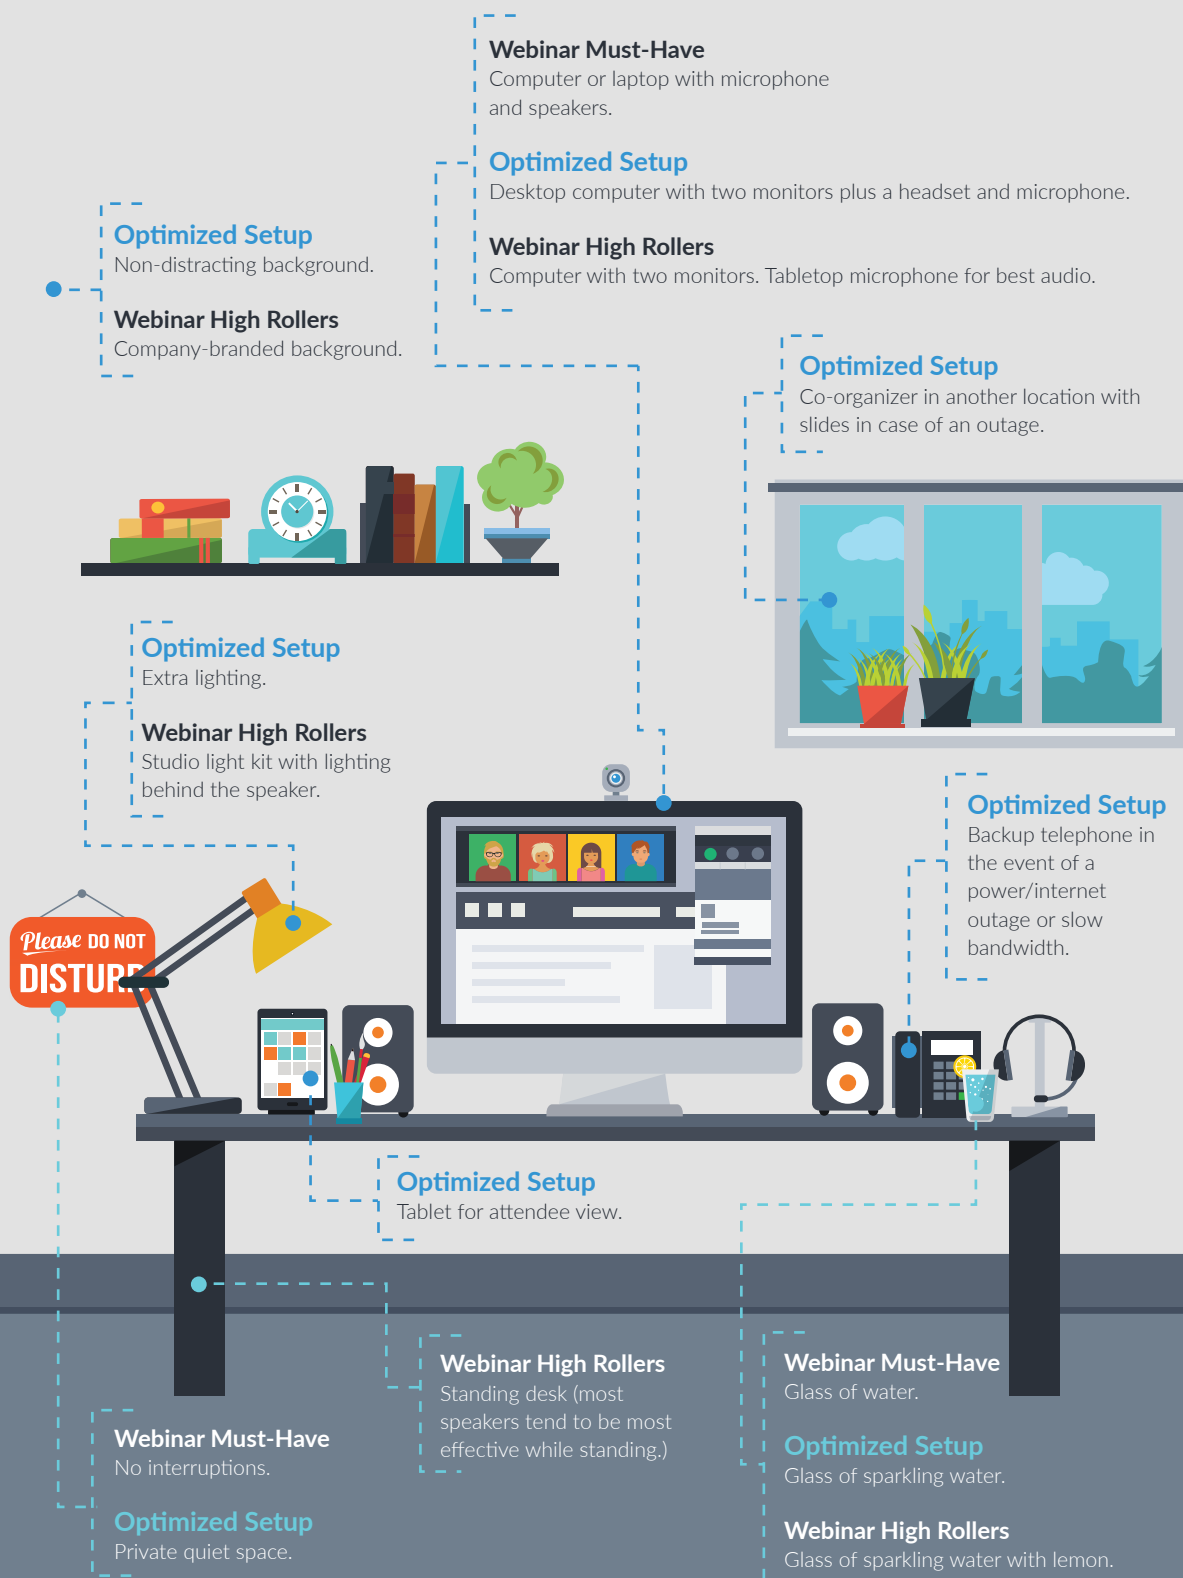 Webinar Must-Have
Computer or laptop with microphone
and speakers.
Optimized Setup
Desktop computer with two monitors plus a headset and microphone.
Webinar High Rollers
Computer with two monitors. Tabletop microphone for best audio.
Optimized Setup
Non-distracting background.
Webinar High Rollers
Company-branded background.
Optimized Setup
Co-organizer in another location with
slides in case of an outage.
Optimized Setup
Extra lighting.
Webinar High Rollers
Studio light kit with lighting
behind the speaker.
Optimized Setup
Backup telephone in
the event of a
power/internet
outage or slow
bandwidth.
Please DO NOT
DISTURB
Optimized Setup
Tablet for attendee view.
Webinar High Rollers
Standing desk (most
speakers tend to be most
effective while standing.)
Webinar Must-Have
Glass of water.
Optimized Setup
Glass of sparkling water.
Webinar High Rollers
Glass of sparkling water with lemon.
Webinar Must-Have
No interruptions.
Optimized Setup
Private quiet space.